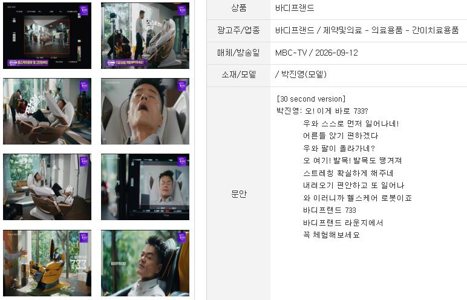 상품 바디프랜드
광고주/업종 바디프랜드 / 제약및의료 - 의료용품 - 간이치료용품
매체/방송일 MBC-TV / 2026-09-12
소재/모델 / 박진영(모델)
문안
[30 second version]
박진영: 오! 이게 바로 733?
우와 스스로 먼저 일어나네!
어른들 앉기 편하겠다
우와 팔이 올라가네?
오 여기! 발목! 발목도 땡겨져
스트레칭 확실하게 해주네
내려오기 편안하고 또 일어나
와 이러니까 헬스케어 로봇이죠
바디프랜드 733
바디프랜드 라운지에서
꼭 체험해보세요
733